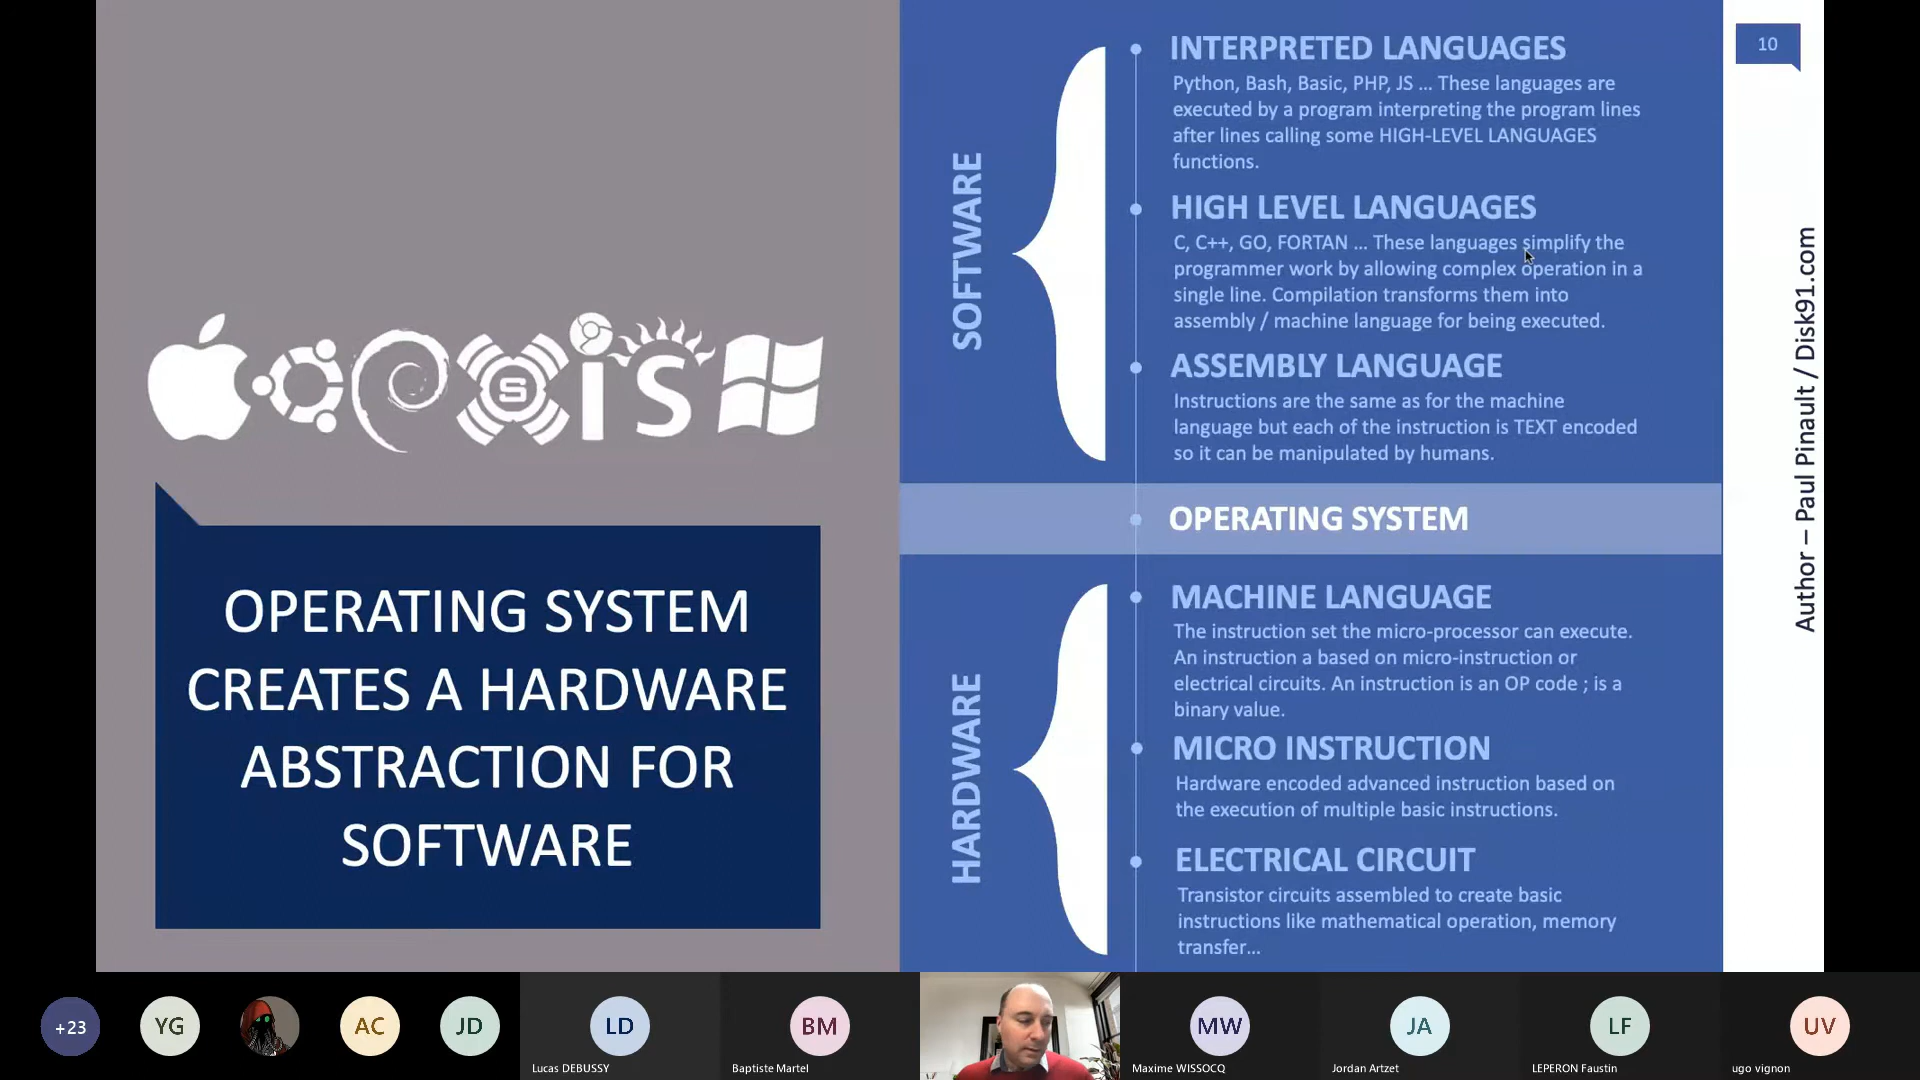 OPERATING SYSTEM
CREATES A HARDWARE
ABSTRACTION FOR
SOFTWARE
SOFTWARE
INTERPRETED LANGUAGES
Python, Bash, Basic, PHP, JS ... These languages are
executed by a program interpreting the program lines
after lines calling some HIGH-LEVEL LANGUAGES
functions.
HIGH LEVEL LANGUAGES
C, C++, GO, FORTAN ... These languages simplify the
programmer work by allowing complex operation in a
single line. Compilation transforms them into
assembly / machine language for being executed.
ASSEMBLY LANGUAGE
Instructions are the same as for the machine
language but each of the instruction is TEXT encoded
so it can be manipulated by humans.
OPERATING SYSTEM
HARDWARE
MACHINE LANGUAGE
The instruction set the micro-processor can execute.
An instruction a based on micro-instruction or
electrical circuits. An instruction is an OP code ; is a
binary value.
MICRO INSTRUCTION
Hardware encoded advanced instruction based on
the execution of multiple basic instructions.
ELECTRICAL CIRCUIT
Transistor circuits assembled to create basic
instructions like mathematical operation, memory
transfer...
10
Author – Paul Pinault / Disk91.com
+23
YG
AC
JD
LD
Lucas DEBUSSY
BM
Baptiste Martel
MW
Maxime WISSOCQ
JA
Jordan Artzet
LF
LEPERON Faustin
UV
ugo vignon